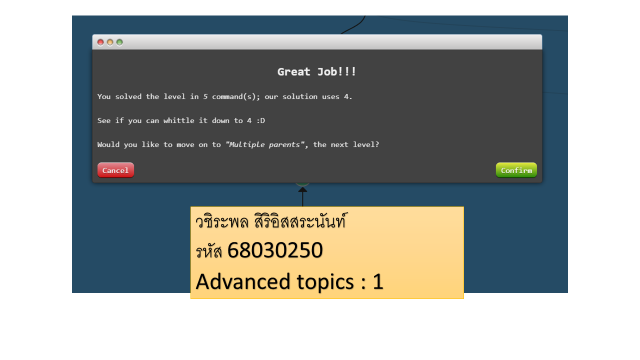 Great Job!!!
You solved the level in 5 command(s); our solution uses 4.
See if you can whittle it down to 4 :D
Would you like to move on to "Multiple parents", the next level?
Cancel
Confirm
วชิระพล สิริอิสสระนันท์
รหัส 68030250
Advanced topics : 1